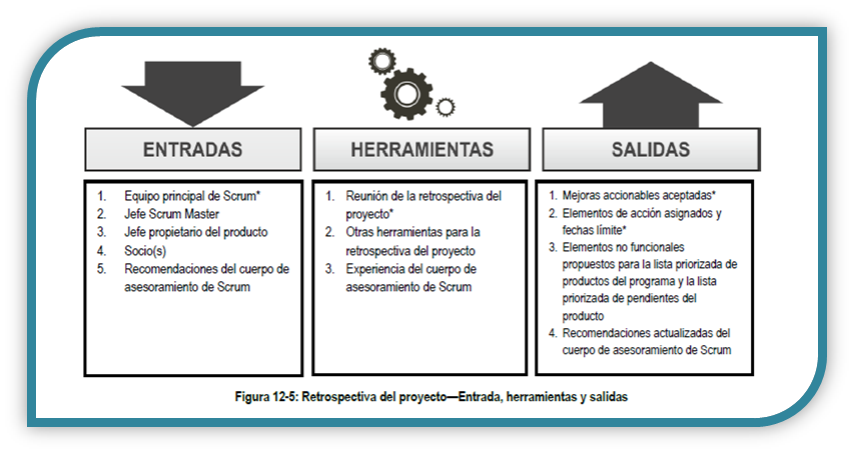 ENTRADAS
1. Equipo principal de Scrum*
2. Jefe Scrum Master
3. Jefe propietario del producto
4. Socio(s)
5. Recomendaciones del cuerpo de
asesoramiento de Scrum
HERRAMIENTAS
1. Reunión de la retrospectiva del
proyecto*
2. Otras herramientas para la
retrospectiva del proyecto
3. Experiencia del cuerpo de
asesoramiento de Scrum
SALIDAS
1. Mejoras accionables aceptadas*
2. Elementos de acción asignados y
fechas límite*
3. Elementos no funcionales
propuestos para la lista priorizada de
productos del programa y la lista
priorizada de pendientes del
producto
4. Recomendaciones actualizadas del
cuerpo de asesoramiento de Scrum
Figura 12-5: Retrospectiva del proyecto—Entrada, herramientas y salidas